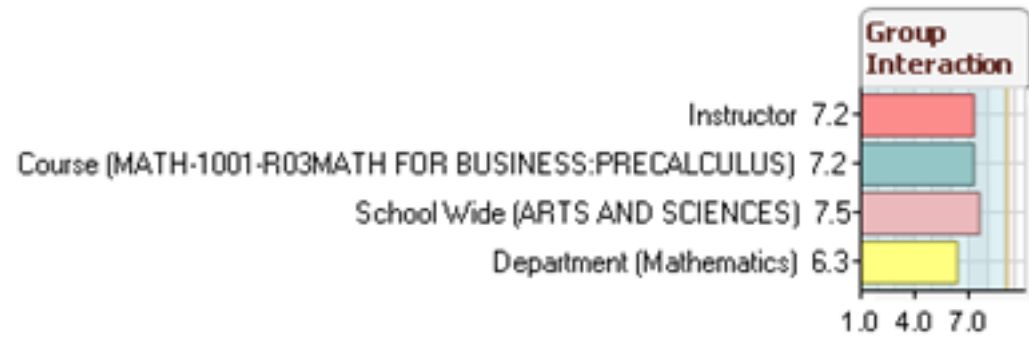 Group
Interaction
Instructor 7.2
Course (MATH-1001-R03MATH FOR BUSINESS:PRECALCULUS) 7.2
School Wide (ARTS AND SCIENCES) 7.5
Department (Mathematics) 6.3
1.0 4.0 7.0